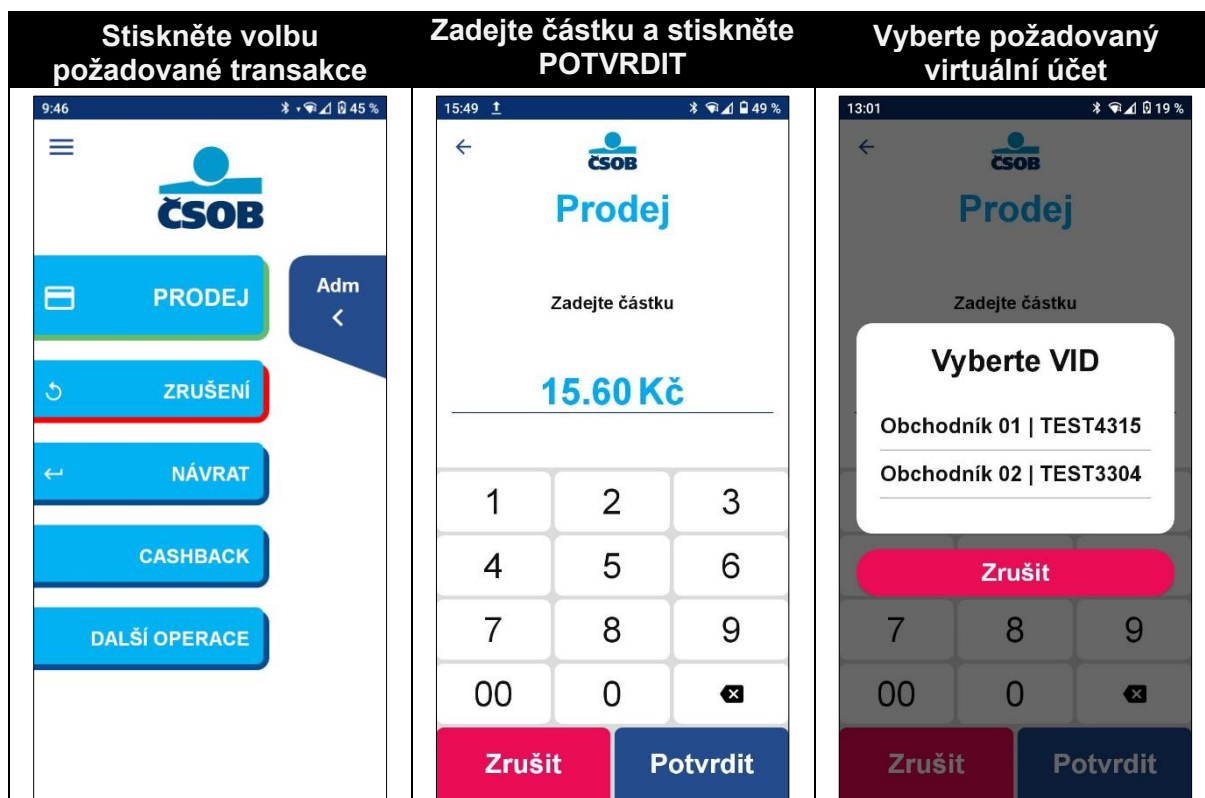 Stiskněte volbu
požadované transakce
9:46
45 %
ČSOB
PRODEJ
Adm
ZRUŠENÍ
NÁVRAT
CASHBACK
DALŠÍ OPERACE
Zadejte částku a stiskněte
POTVRDIT
15:49
49 %
ČSOB
Prodej
Zadejte částku
15.60 Kč
1 2 3
4 5 6
7 8 9
00 0
Zrušit Potvrdit
Vyberte požadovaný
virtuální účet
13:01
19 %
ČSOB
Prodej
Zadejte částku
Vyberte VID
Obchodník 01 | TEST4315
Obchodník 02 | TEST3304
Zrušit
7 8 9
00 0
Zrušit Potvrdit